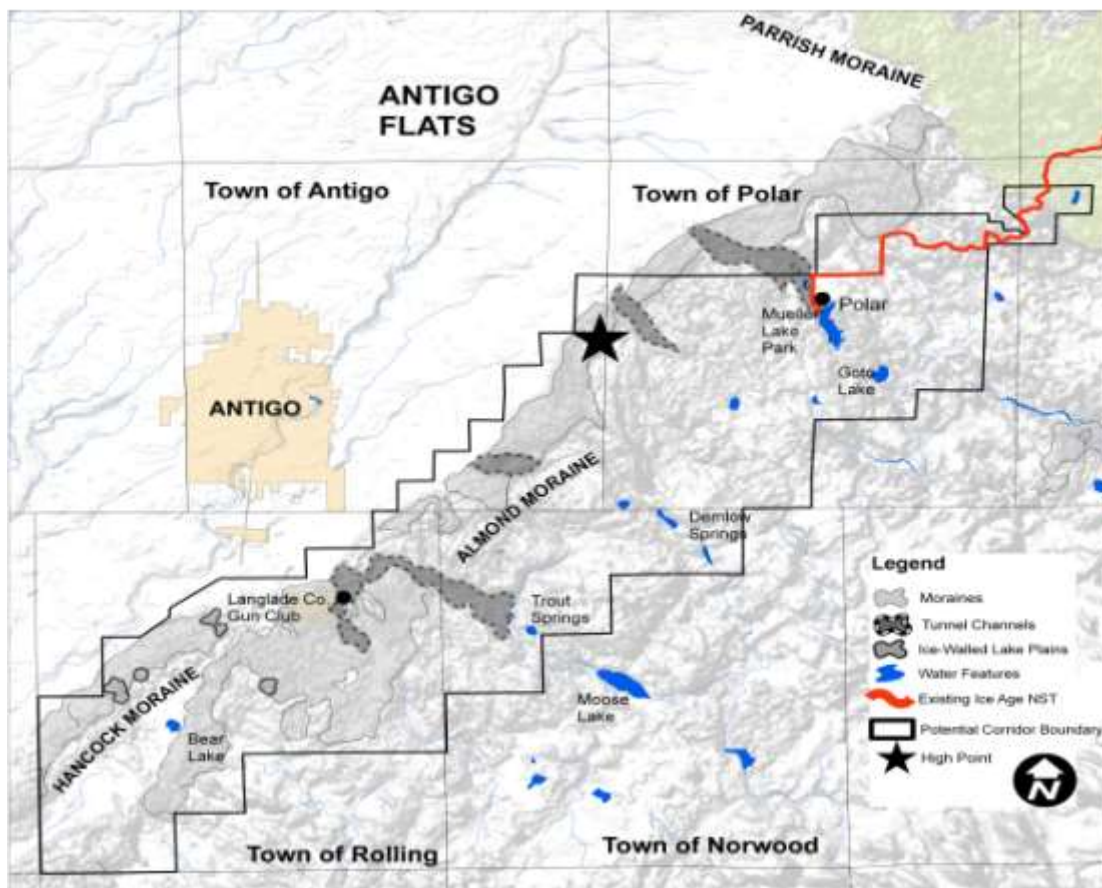 PARRISH MORAINE
ANTIGO
FLATS
Town of Antigo
Town of Polar
Mueller
Lake
Park
Polar
Goto
Lake
ANTIGO
ALMOND MORAINE
Demlow
Springs
Langlade Co.
Gun Club
Trout
Springs
Moose
Lake
HANCOCK MORAINE
Bear
Lake
Town of Rolling
Town of Norwood
Legend
Moraines
Tunnel Channels
Ice-Walled Lake Plains
Water Features
Existing Ice Age NST
Potential Corridor Boundary
High Point
N